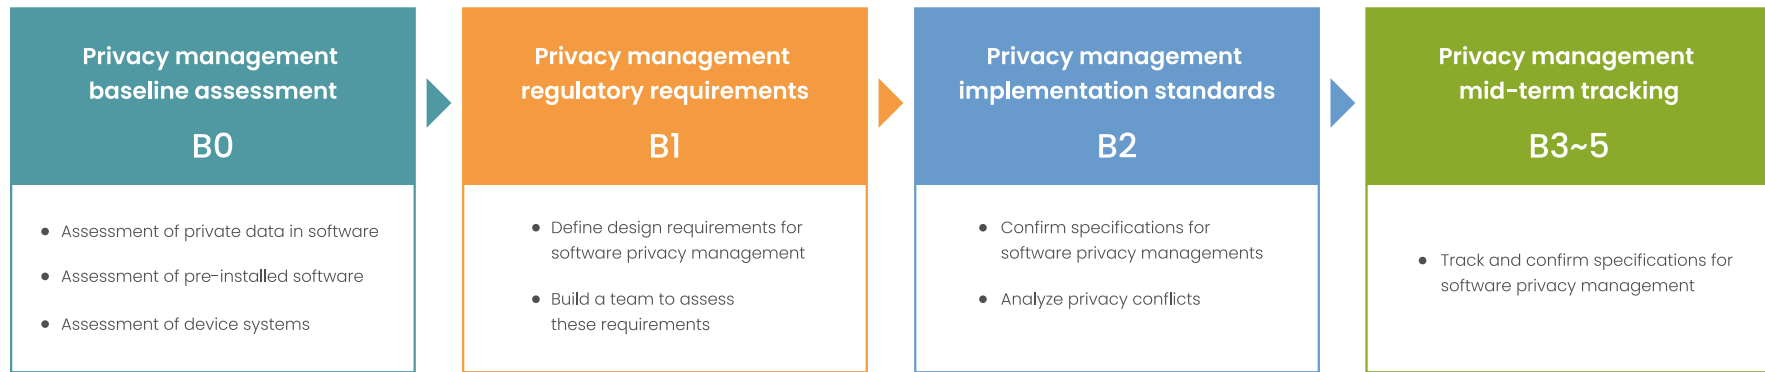 Privacy management
baseline assessment
B0
● Assessment of private data in software
● Assessment of pre-installed software
● Assessment of device systems
Privacy management
regulatory requirements
B1
● Define design requirements for
software privacy management
● Build a team to assess
these requirements
Privacy management
implementation standards
B2
● Confirm specifications for
software privacy managements
● Analyze privacy conflicts
Privacy management
mid-term tracking
B3~5
● Track and confirm specifications for
software privacy management